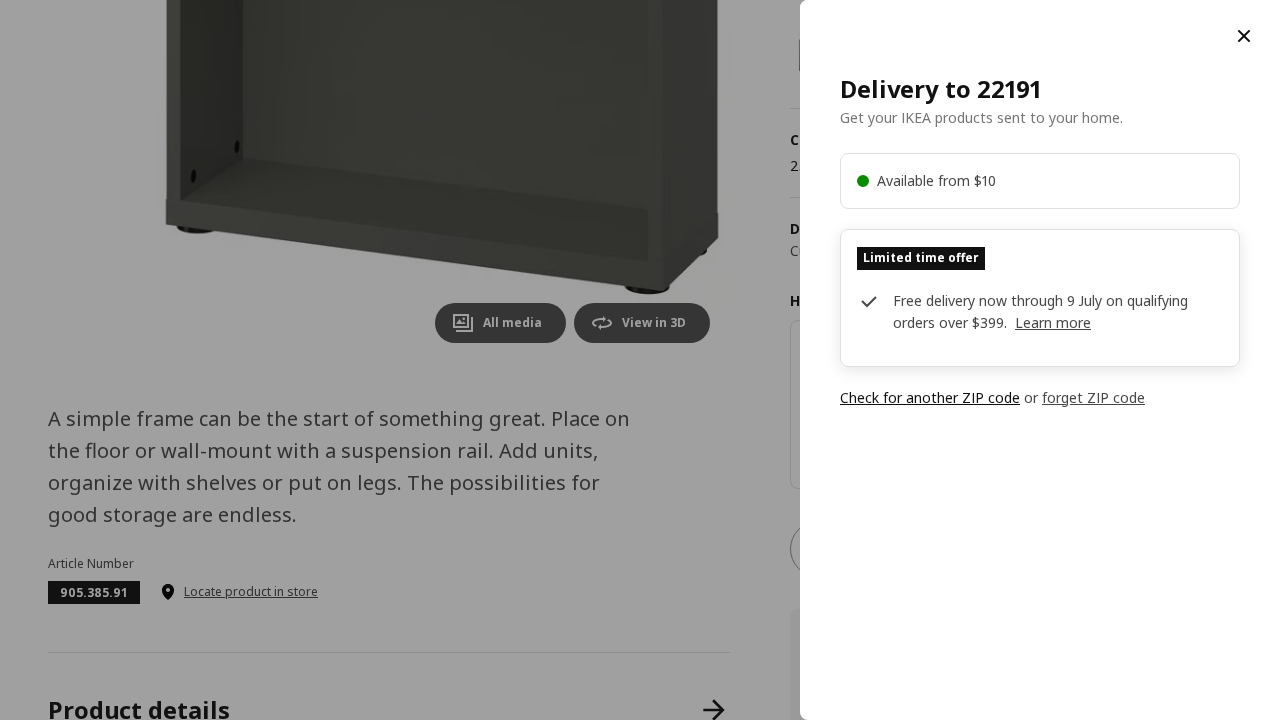 Delivery to 22191
Get your IKEA products sent to your home.
Available from $10
Limited time offer
Free delivery now through 9 July on qualifying
orders over $399. Learn more
Check for another ZIP code or forget ZIP code
All media
View in 3D
A simple frame can be the start of something great. Place on
the floor or wall-mount with a suspension rail. Add units,
organize with shelves or put on legs. The possibilities for
good storage are endless.
Article Number
905.385.91
Locate product in store
Product details